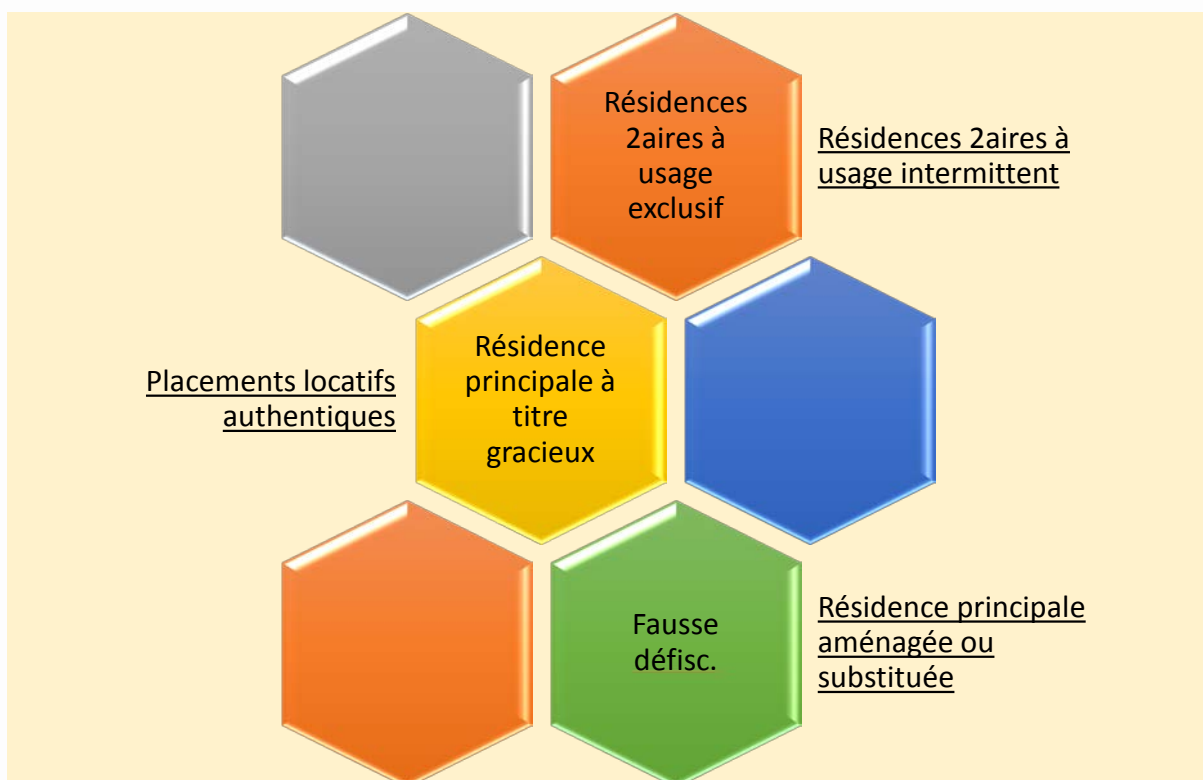 Résidences
2aires à
usage
exclusif
Résidences 2aires à
usage intermittent
Placements locatifs
authentiques
Résidence
principale à
titre
gracieux
Fausse
défisc.
Résidence principale
aménagée ou
substituée